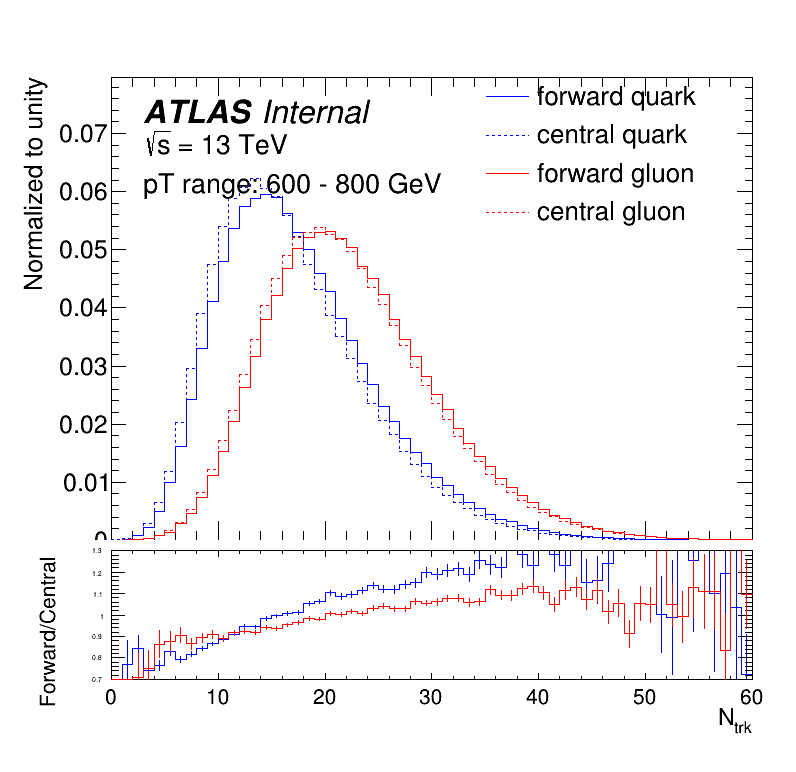 Normalized to unity
ATLAS Internal
√s = 13 TeV
pT range: 600 - 800 GeV
forward quark
central quark
forward gluon
central gluon
0.07
0.06
0.05
0.04
0.03
0.02
0.01
0
Forward/Central
1.3
1.2
1.1
1
0.9
0.8
0.7
0 10 20 30 40 50 60
N_trk